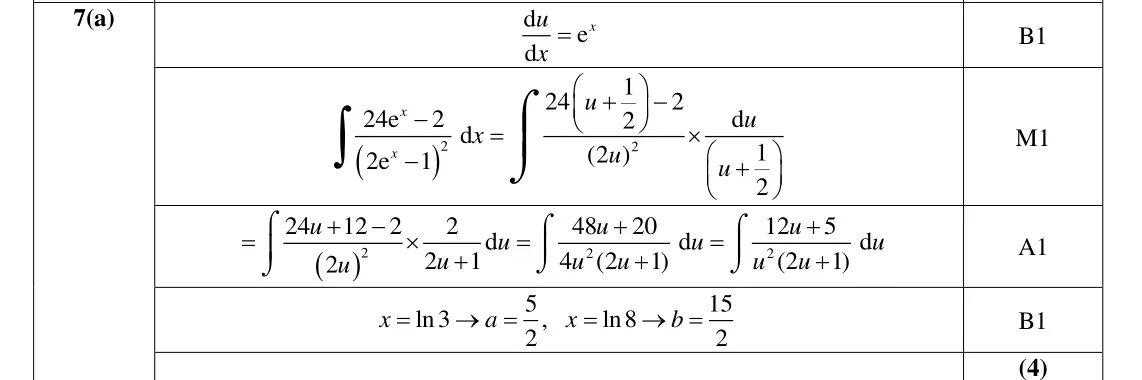 7(a)
du/dx = e^x B1
∫ (24e^x − 2)/(2e^x − 1)^2 dx = ∫ (24(u + 1/2) − 2)/(2u)^2 × du/(u + 1/2) M1
= ∫ (24u + 12 − 2)/(2u)^2 × 2/(2u + 1) du = ∫ (48u + 20)/(4u^2(2u + 1)) du = ∫ (12u + 5)/(u^2(2u + 1)) du A1
x = ln 3 → a = 5/2, x = ln 8 → b = 15/2 B1
(4)